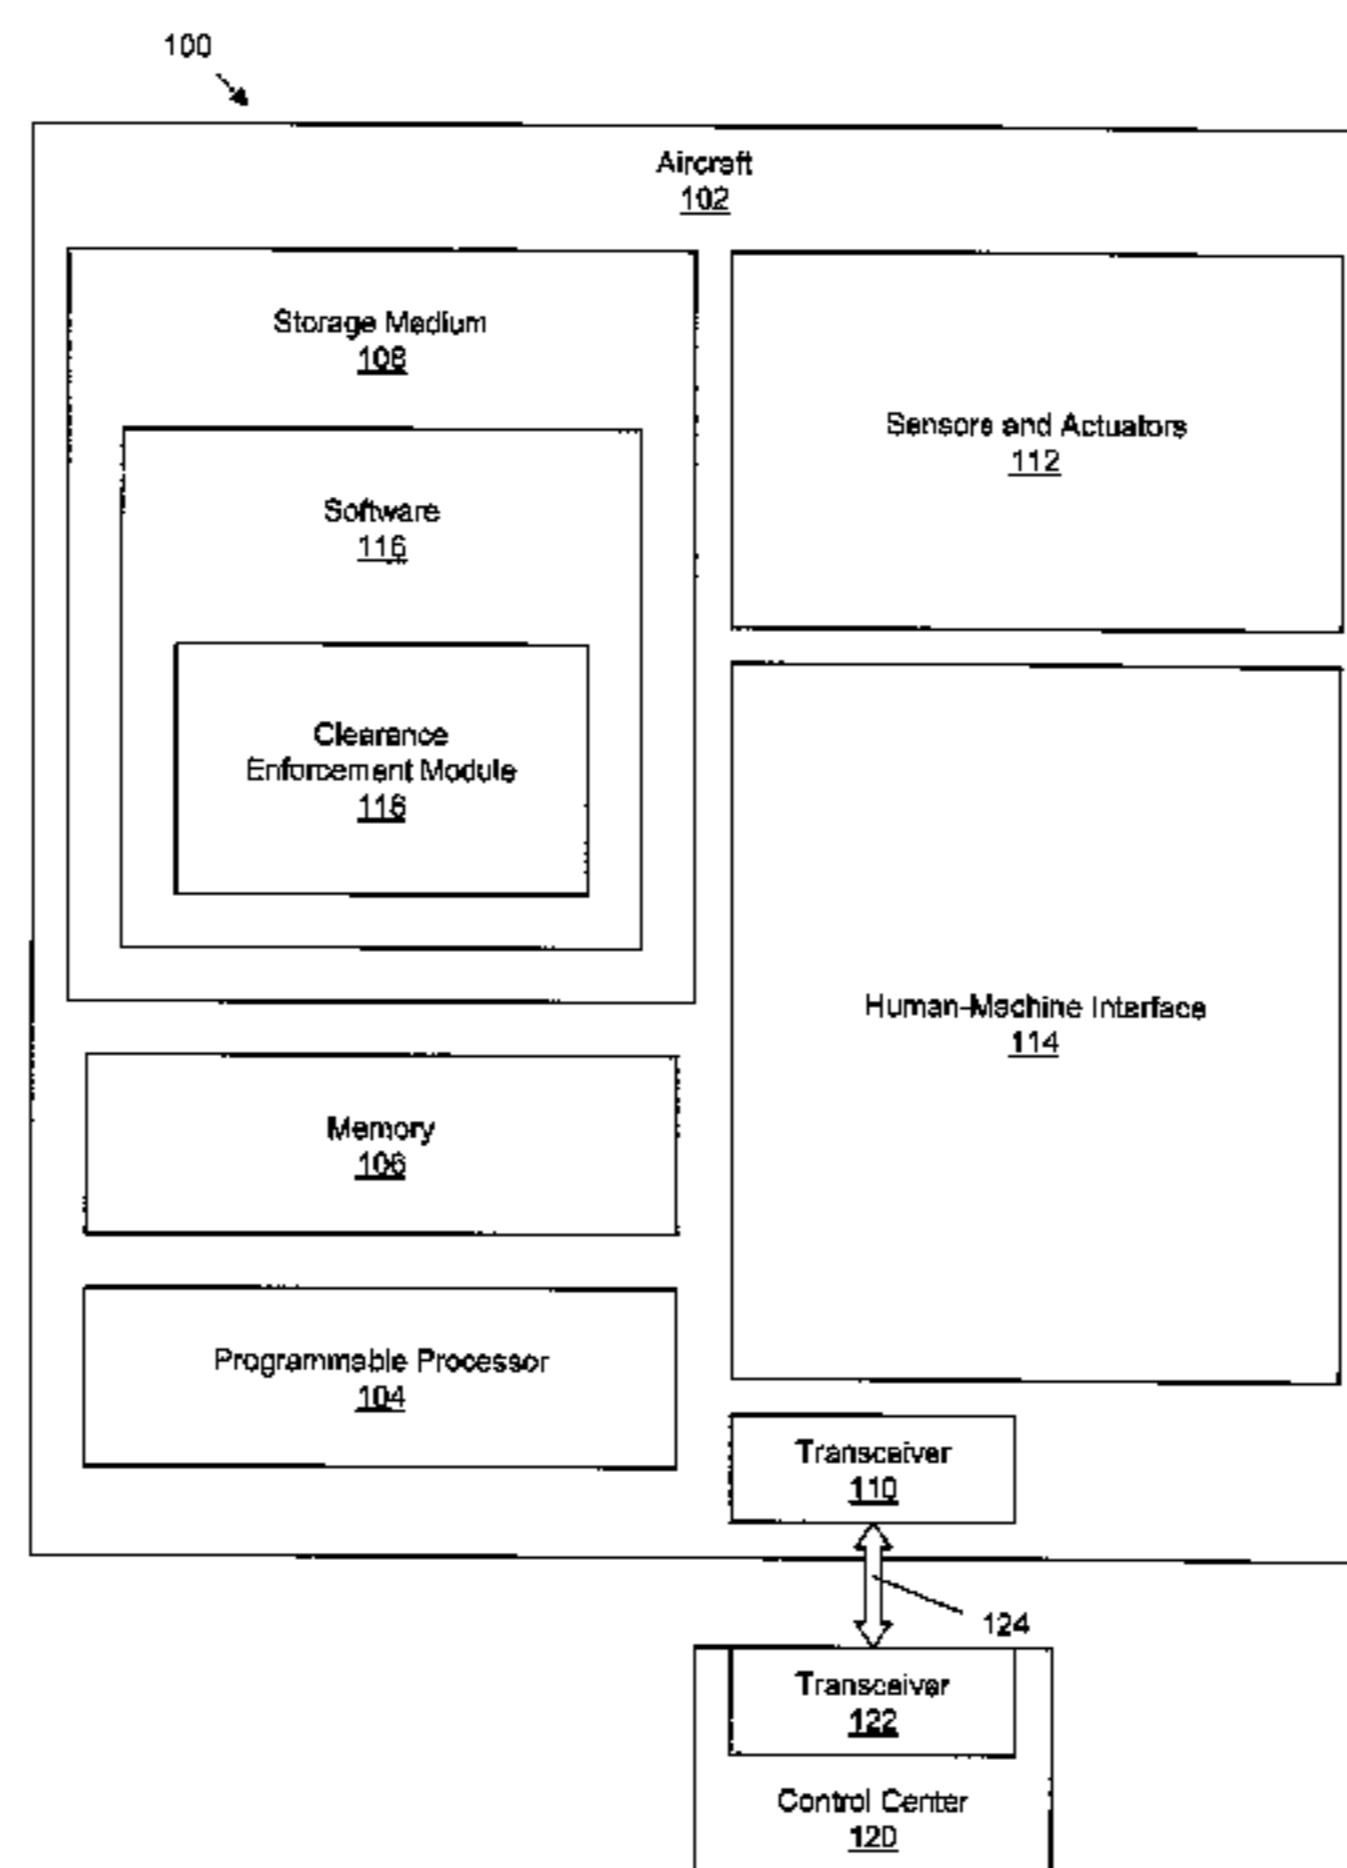 100
Aircraft
102
Storage Medium
108
Software
116
Clearance
Enforcement Module
118
Memory
106
Programmable Processor
104
Sensors and Actuators
112
Human-Machine Interface
114
Transceiver
110
124
Transceiver
122
Control Center
120